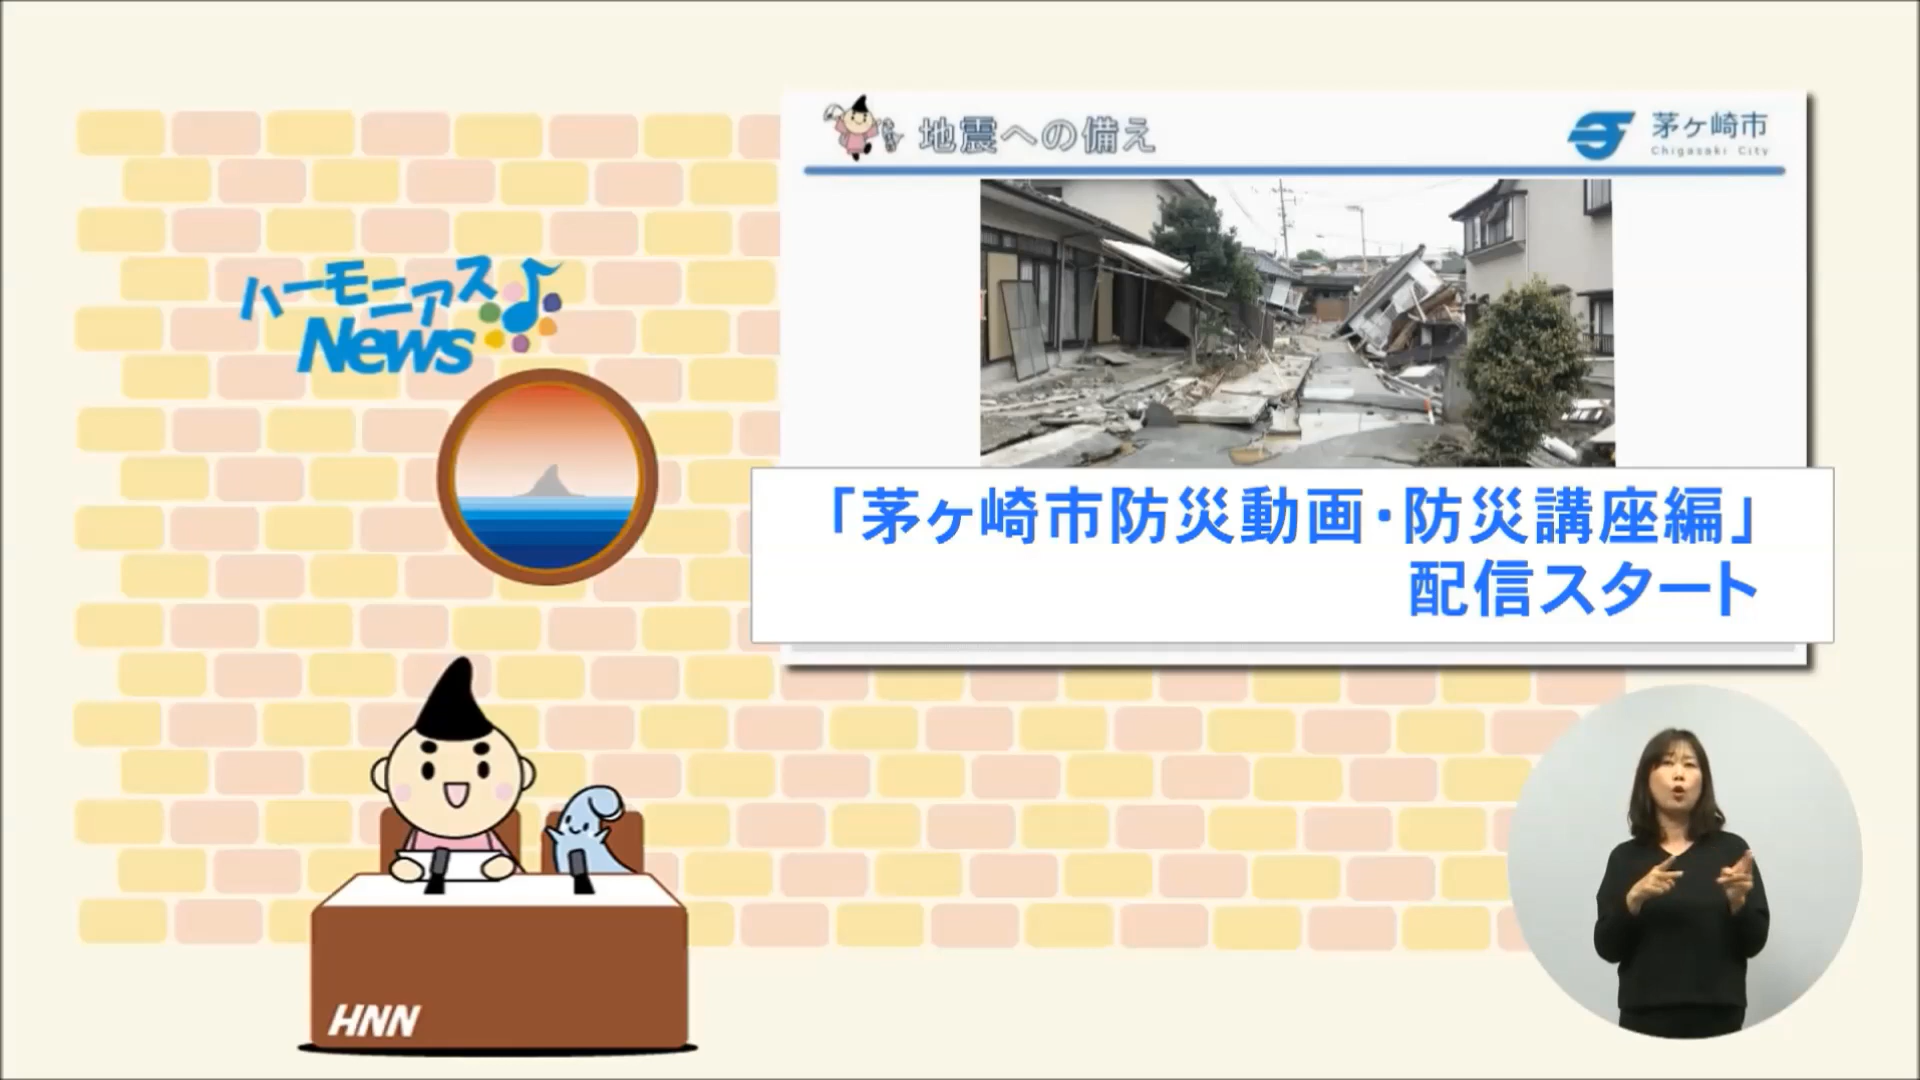 地震への備え
茅ヶ崎市
Chigasaki City
ハーモニアス
News
「茅ヶ崎市防災動画・防災講座編」
配信スタート
HNN